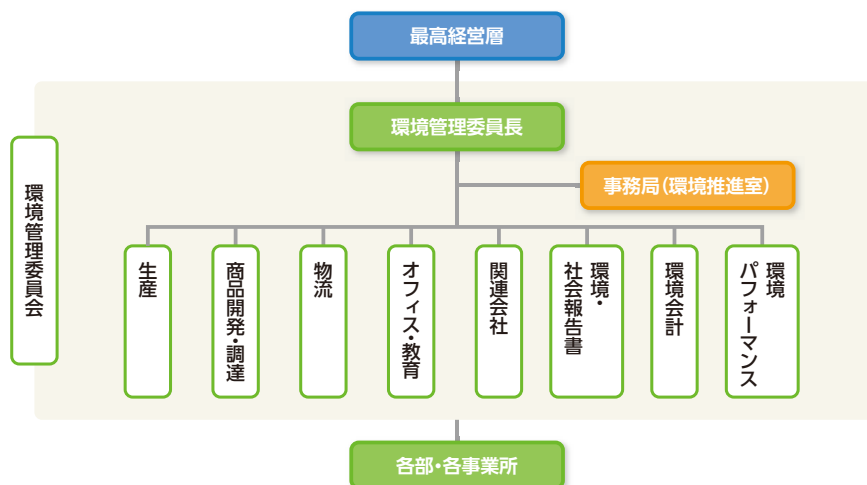 最高経営層
環境管理委員長
事務局(環境推進室)
環境管理委員会
生産
商品開発・調達
物流
オフィス・教育
関連会社
環境・
社会報告書
環境会計
環境
パフォーマンス
各部・各事業所